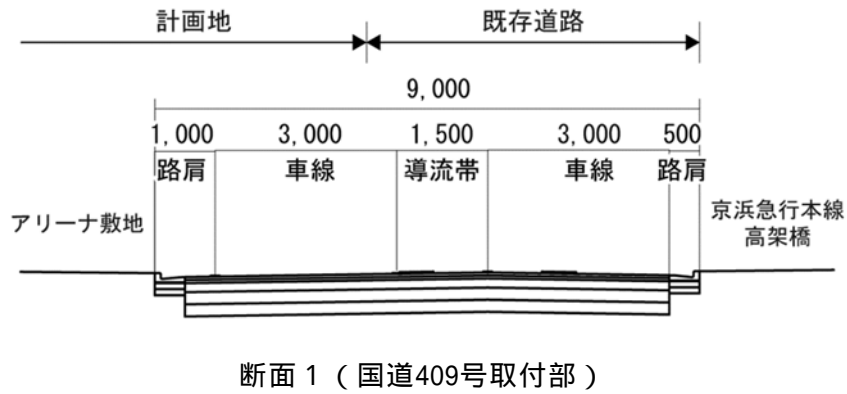 計画地
既存道路
9,000
1,000
3,000
1,500
3,000
500
路肩
車線
導流帯
車線
路肩
アリーナ敷地
京浜急行本線
高架橋
断面1(国道409号取付部)